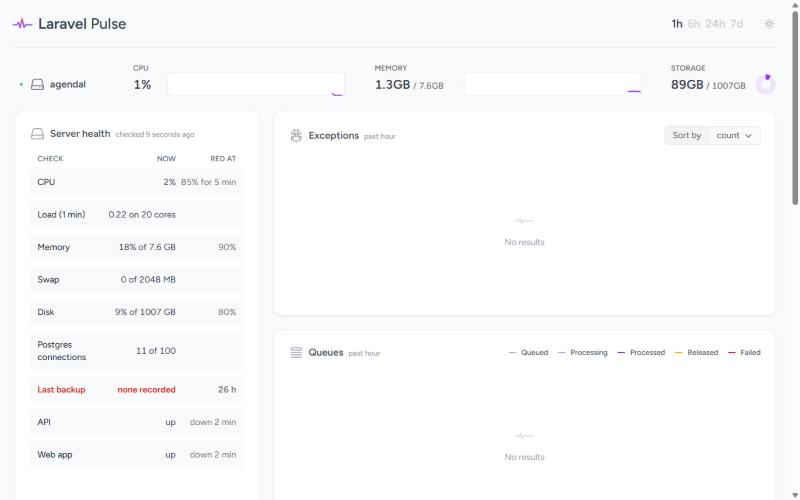 Laravel Pulse
1h 6h 24h 7d
agendal
CPU
1%
MEMORY
1.3GB / 7.6GB
STORAGE
89GB / 1007GB
Server health checked 9 seconds ago
CHECK NOW RED AT
CPU 2% 85% for 5 min
Load (1 min) 0.22 on 20 cores
Memory 18% of 7.6 GB 90%
Swap 0 of 2048 MB
Disk 9% of 1007 GB 80%
Postgres
connections 11 of 100
Last backup none recorded 26 h
API up down 2 min
Web app up down 2 min
Exceptions past hour
Sort by count
No results
Queues past hour
Queued Processing Processed Released Failed
No results